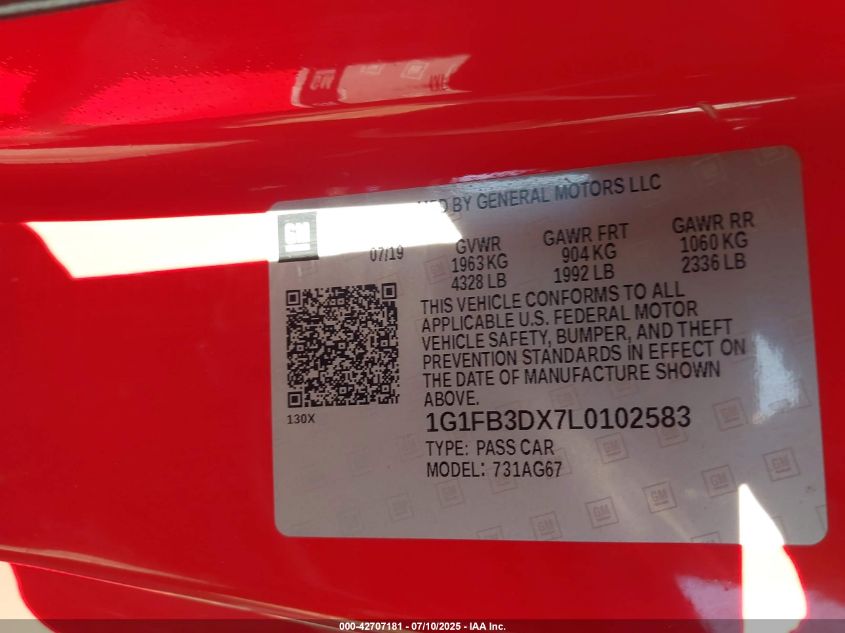 MFD BY GENERAL MOTORS LLC
GM
07/19
GVWR
1963 KG
4328 LB
GAWR FRT
904 KG
1992 LB
GAWR RR
1060 KG
2336 LB
THIS VEHICLE CONFORMS TO ALL
APPLICABLE U.S. FEDERAL MOTOR
VEHICLE SAFETY, BUMPER, AND THEFT
PREVENTION STANDARDS IN EFFECT ON
THE DATE OF MANUFACTURE SHOWN
ABOVE.
130X
1G1FB3DX7L0102583
TYPE: PASS CAR
MODEL: 731AG67
000-42707181 - 07/10/2025 - IAA Inc.